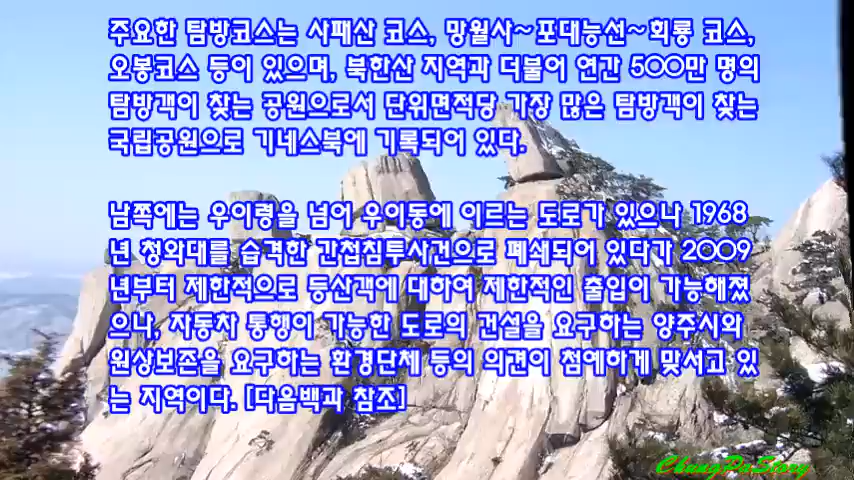 주요한 탐방코스는 사패산 코스, 망월사~포대능선~회룡 코스,
오봉코스 등이 있으며, 북한산 지역과 더불어 연간 500만 명의
탐방객이 찾는 공원으로서 단위면적당 가장 많은 탐방객이 찾는
국립공원으로 기네스북에 기록되어 있다.
남쪽에는 우이령을 넘어 우이동에 이르는 도로가 있으나 1968
년 청와대를 습격한 간첩침투사건으로 폐쇄되어 있다가 2009
년부터 제한적으로 등산객에 대하여 제한적인 출입이 가능해졌
으나, 자동차 통행이 가능한 도로의 건설을 요구하는 양주시와
원상보존을 요구하는 환경단체 등의 의견이 첨예하게 맞서고 있
는 지역이다. [다음백과 참조]
ChungPaStory